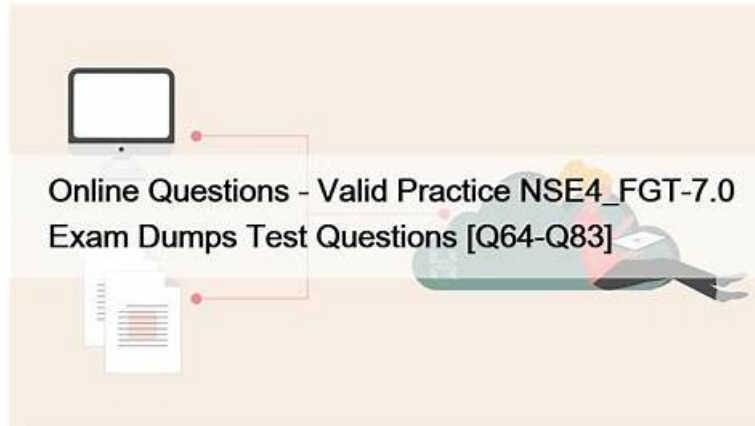 Online Questions - Valid Practice NSE4_FGT-7.0
Exam Dumps Test Questions [Q64-Q83]